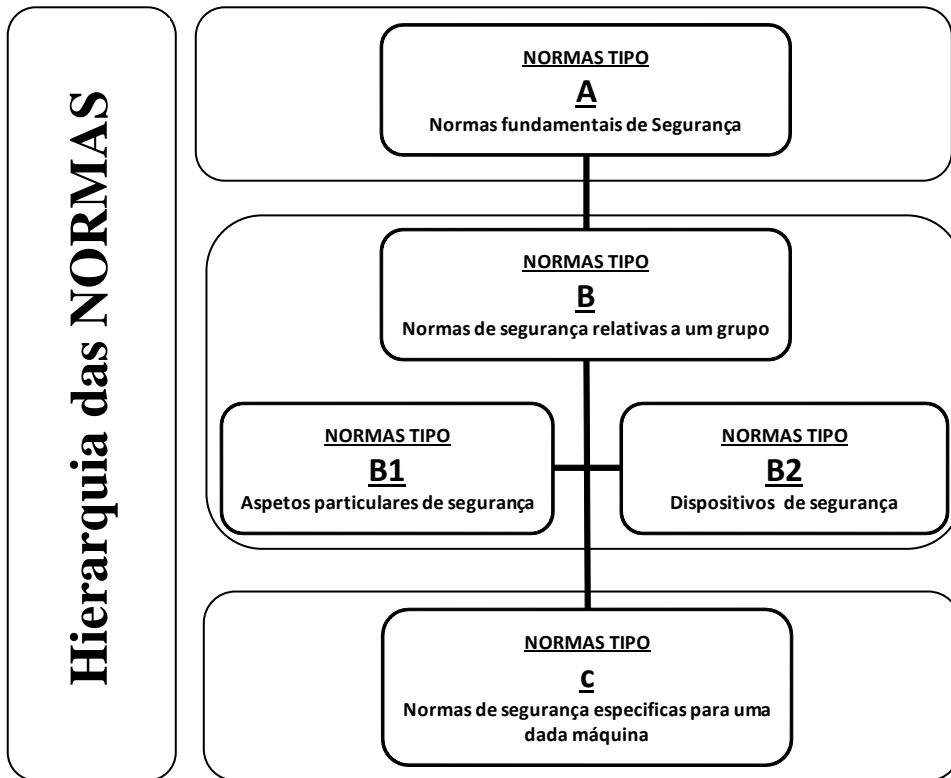 Hierarquia das NORMAS
NORMAS TIPO
A
Normas fundamentais de Segurança
NORMAS TIPO
B
Normas de segurança relativas a um grupo
NORMAS TIPO
B1
Aspetos particulares de segurança
NORMAS TIPO
B2
Dispositivos de segurança
NORMAS TIPO
c
Normas de segurança especificas para uma
dada máquina